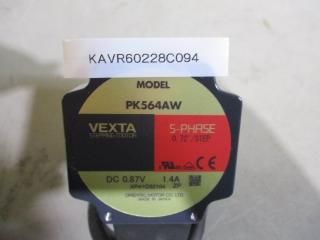 KAVR60228C094
MODEL
PK564AW
VEXTA
STEPPING MOTOR
5-PHASE
0.72°/STEP
DC 0.87V 1.4A
ORIENTAL MOTOR CO.,LTD.
MADE IN JAPAN